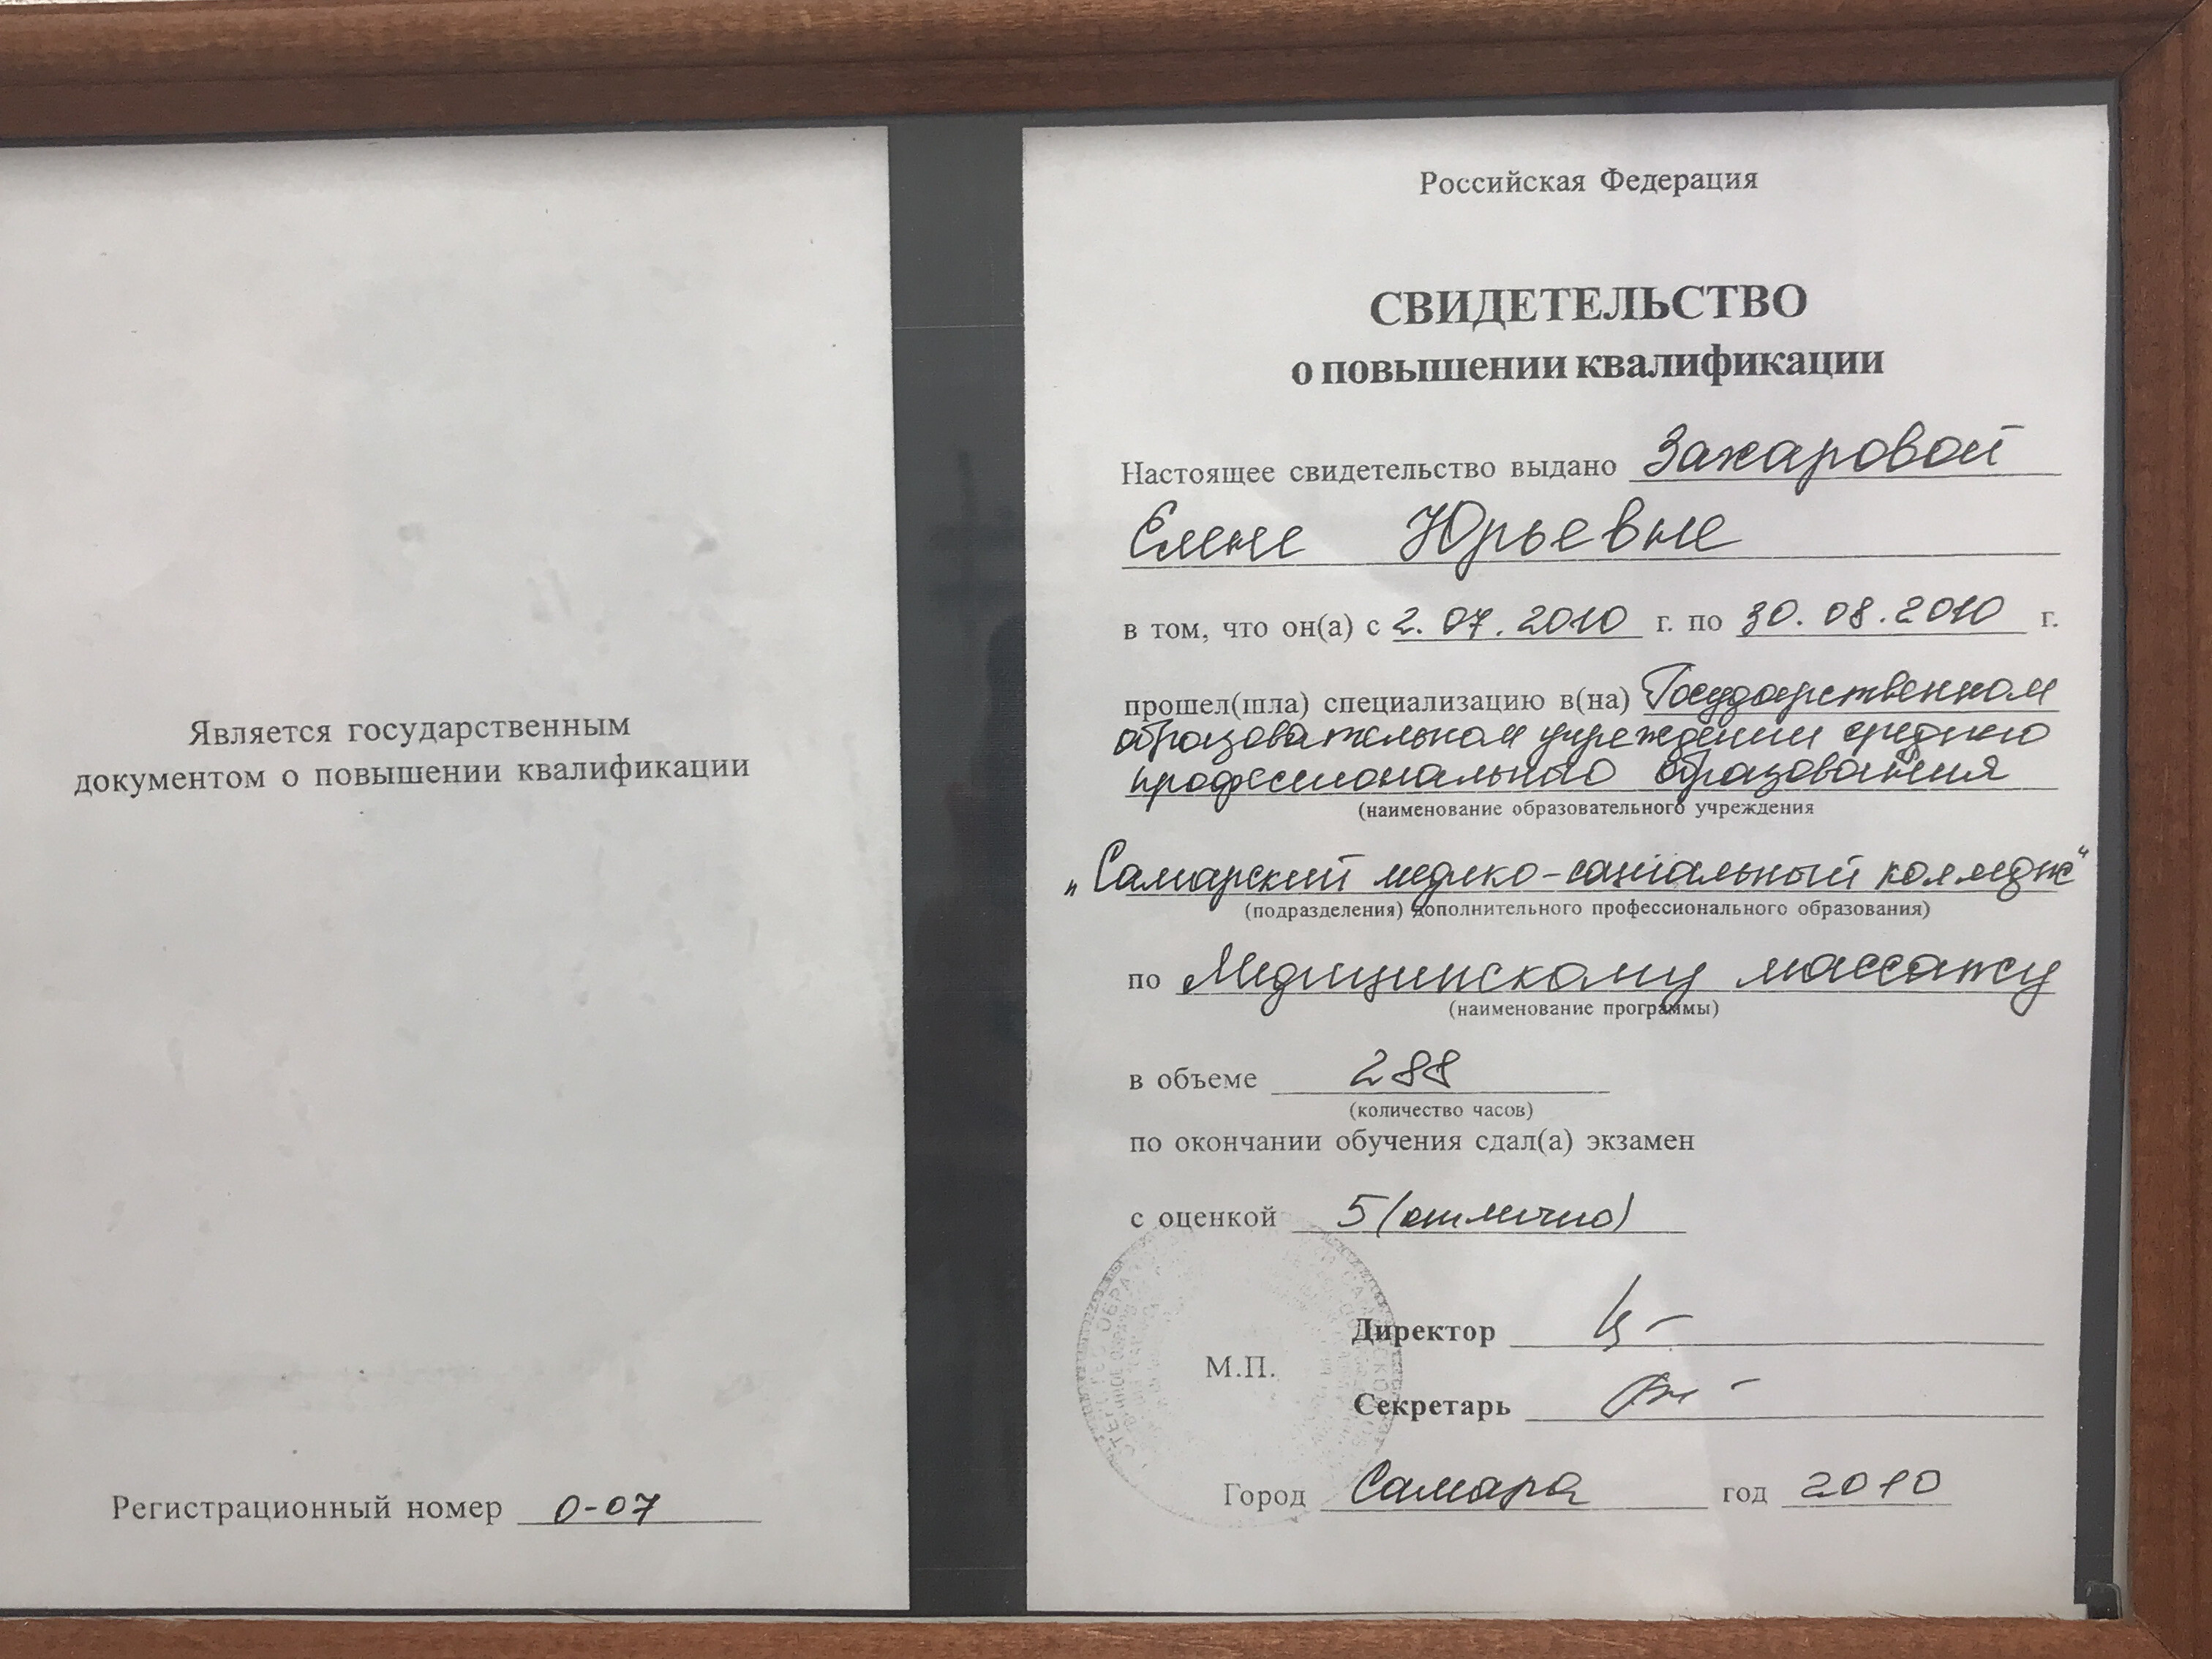 Является государственным
документом о повышении квалификации
Регистрационный номер 0-07
Российская Федерация
СВИДЕТЕЛЬСТВО
о повышении квалификации
Настоящее свидетельство выдано Захаровой
Елене Юрьевне
в том, что он(а) с 2.07.2010 г. по 30.08.2010 г.
прошел(шла) специализацию в(на) Государственном
образовательном учреждении среднего
профессионального образования
(наименование образовательного учреждения
„Самарский медико-социальный колледж“
(подразделения) дополнительного профессионального образования)
по Медицинскому массажу
(наименование программы)
в объеме 288
(количество часов)
по окончании обучения сдал(а) экзамен
с оценкой 5 (отлично)
Директор
М.П.
Секретарь
Город Самара год 2010